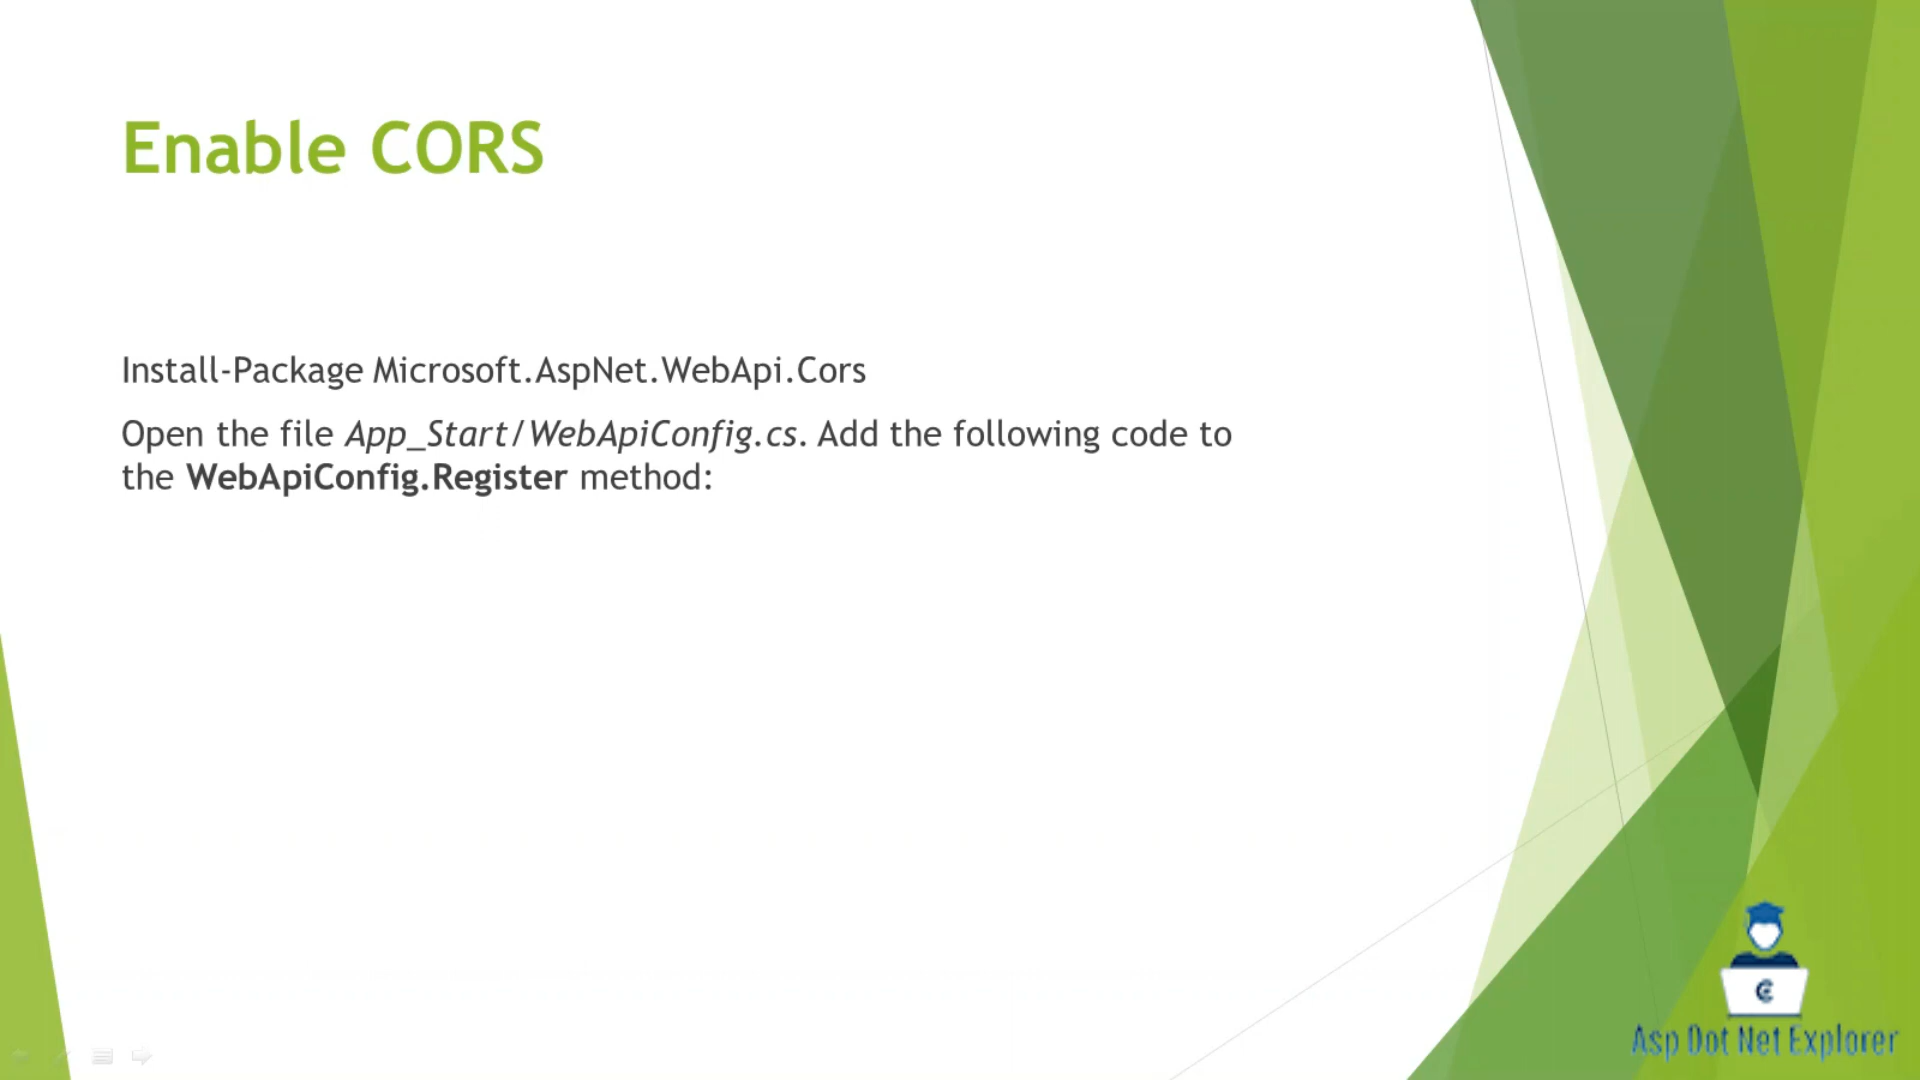 Enable CORS
Install-Package Microsoft.AspNet.WebApi.Cors
Open the file App_Start/WebApiConfig.cs. Add the following code to
the WebApiConfig.Register method:
Asp Dot Net Explorer